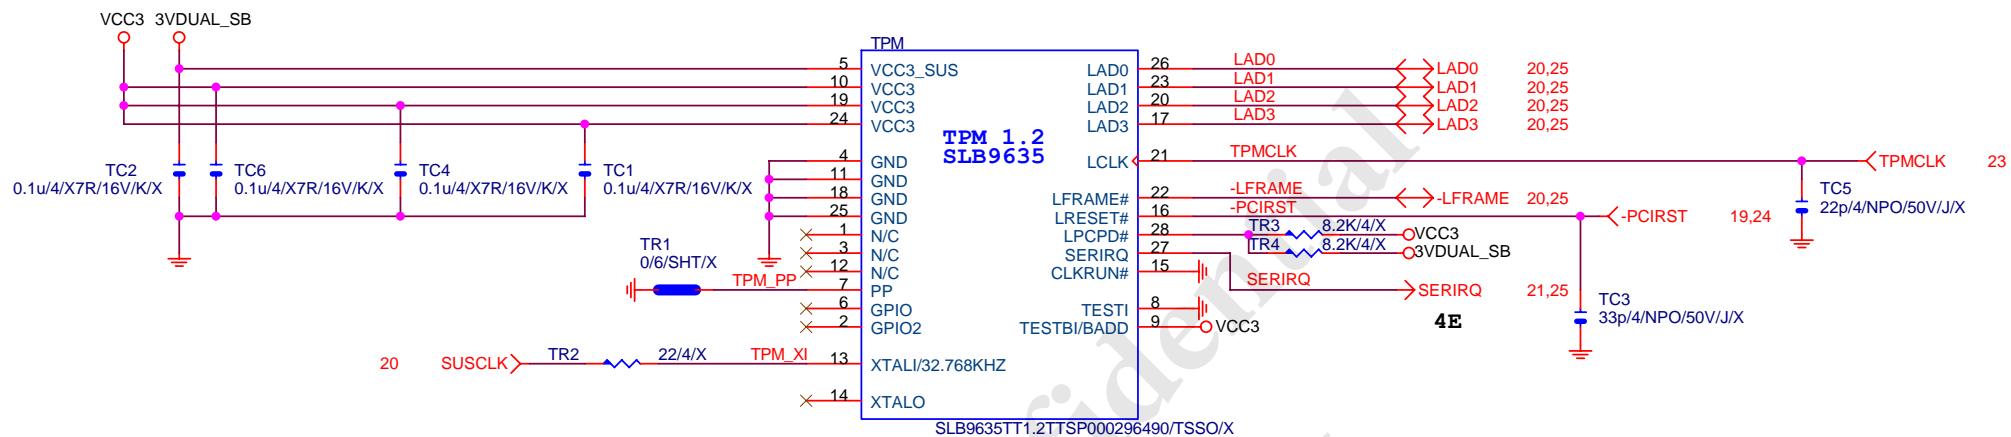 VCC3 3VDUAL_SB
TPM
5 VCC3_SUS LAD0 26 LAD0 LAD0 20,25
10 VCC3 LAD1 23 LAD1 LAD1 20,25
19 VCC3 LAD2 20 LAD2 LAD2 20,25
24 VCC3 LAD3 17 LAD3 LAD3 20,25
TPM 1.2
SLB9635
TC2 TC6 TC4 TC1
0.1u/4/X7R/16V/K/X 0.1u/4/X7R/16V/K/X 0.1u/4/X7R/16V/K/X 0.1u/4/X7R/16V/K/X
4 GND LCLK 21 TPMCLK TPMCLK 23
11 GND
18 GND LFRAME# 22 -LFRAME -LFRAME 20,25
25 GND LRESET# 16 -PCIRST -PCIRST 19,24
TC5
22p/4/NPO/50V/J/X
1 N/C LPCPD# 28 TR3 8.2K/4/X VCC3
3 N/C SERIRQ 27 TR4 8.2K/4/X 3VDUAL_SB
12 N/C CLKRUN# 15
TR1
0/6/SHT/X
TPM_PP 7 PP SERIRQ SERIRQ 21,25
6 GPIO TESTI 8
4E
2 GPIO2 TESTBI/BADD 9 VCC3
TC3
33p/4/NPO/50V/J/X
20 SUSCLK TR2 22/4/X TPM_XI 13 XTALI/32.768KHZ
14 XTALO
SLB9635TT1.2TTSP000296490/TSSO/X
fidential